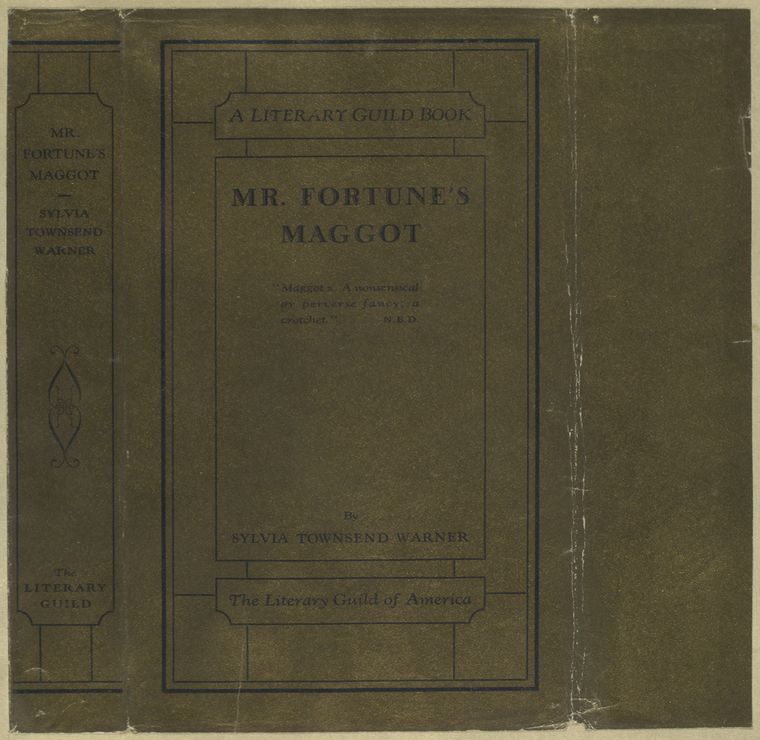 MR.
FORTUNE'S
MAGGOT
SYLVIA
TOWNSEND
WARNER
The
LITERARY
GUILD
A LITERARY GUILD BOOK
MR. FORTUNE'S
MAGGOT
"Maggot 2. A nonsensical
or perverse fancy; a
crotchet." N.E.D.
By
SYLVIA TOWNSEND WARNER
The Literary Guild of America